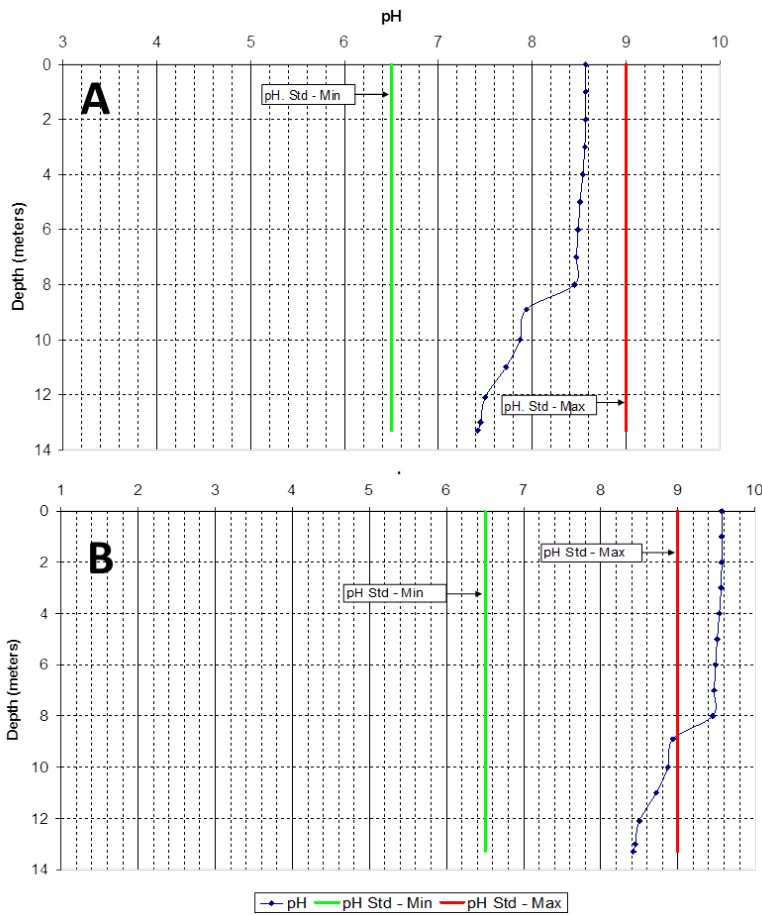 pH
3 4 5 6 7 8 9 10
0
A
pH. Std - Min
2
4
6
Depth (meters)
8
10
12
pH. Std - Max
14
1 2 3 4 5 6 7 8 9 10
0
B
pH Std - Max
2
pH Std - Min
4
6
Depth (meters)
8
10
12
14
pH pH Std - Min pH Std - Max